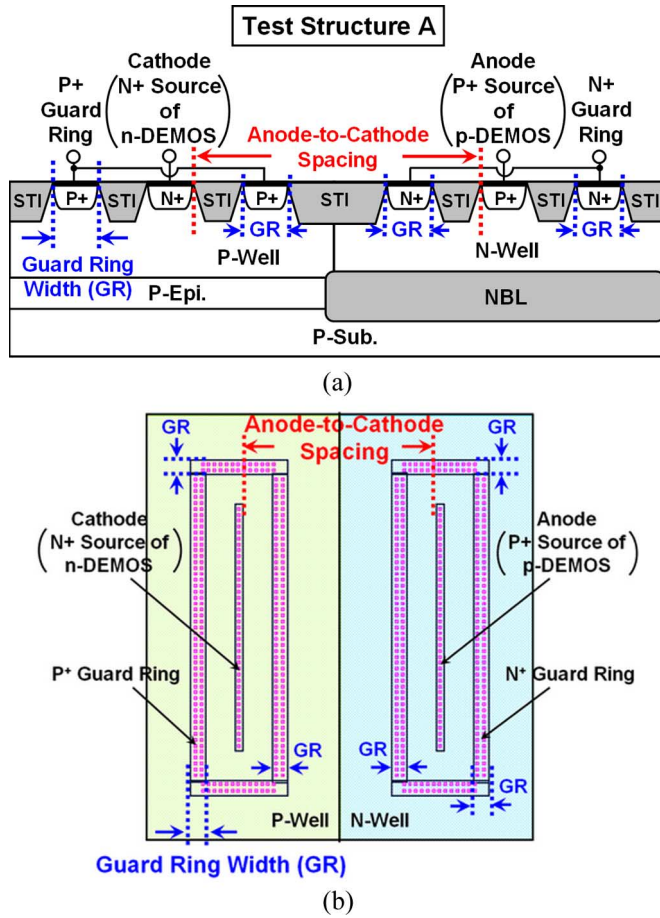 Test Structure A
P+
Guard
Ring
Cathode
( N+ Source
of
n-DEMOS )
Anode-to-Cathode
Spacing
Anode
( P+ Source
of
p-DEMOS )
N+
Guard
Ring
STI P+ STI N+ STI P+ STI N+ STI P+ STI N+ STI
GR GR GR
Guard Ring
Width (GR)
P-Well N-Well
P-Epi. NBL
P-Sub.
(a)
GR Anode-to-Cathode
Spacing GR
Cathode
( N+ Source of
n-DEMOS )
Anode
( P+ Source of
p-DEMOS )
P+ Guard Ring
N+ Guard Ring
GR GR
GR
P-Well N-Well
Guard Ring Width (GR)
(b)